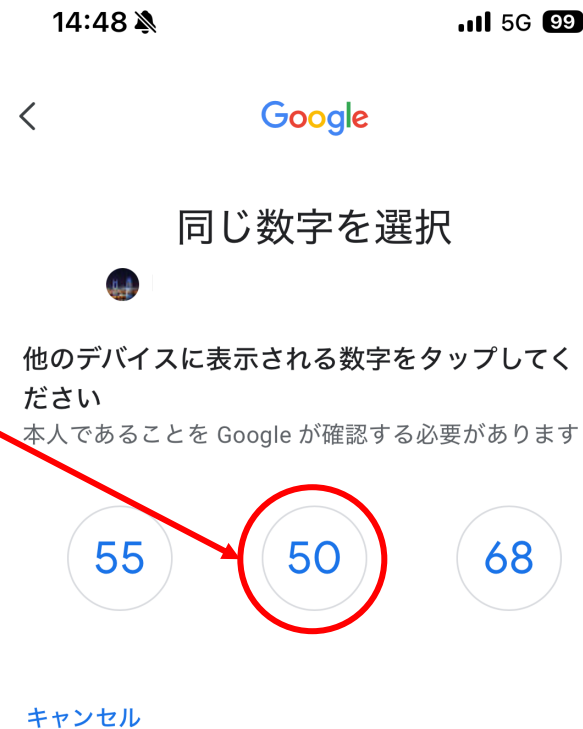 14:48 5G 99
Google
同じ数字を選択
他のデバイスに表示される数字をタップしてく
ださい
本人であることを Google が確認する必要があります
55 50 68
キャンセル